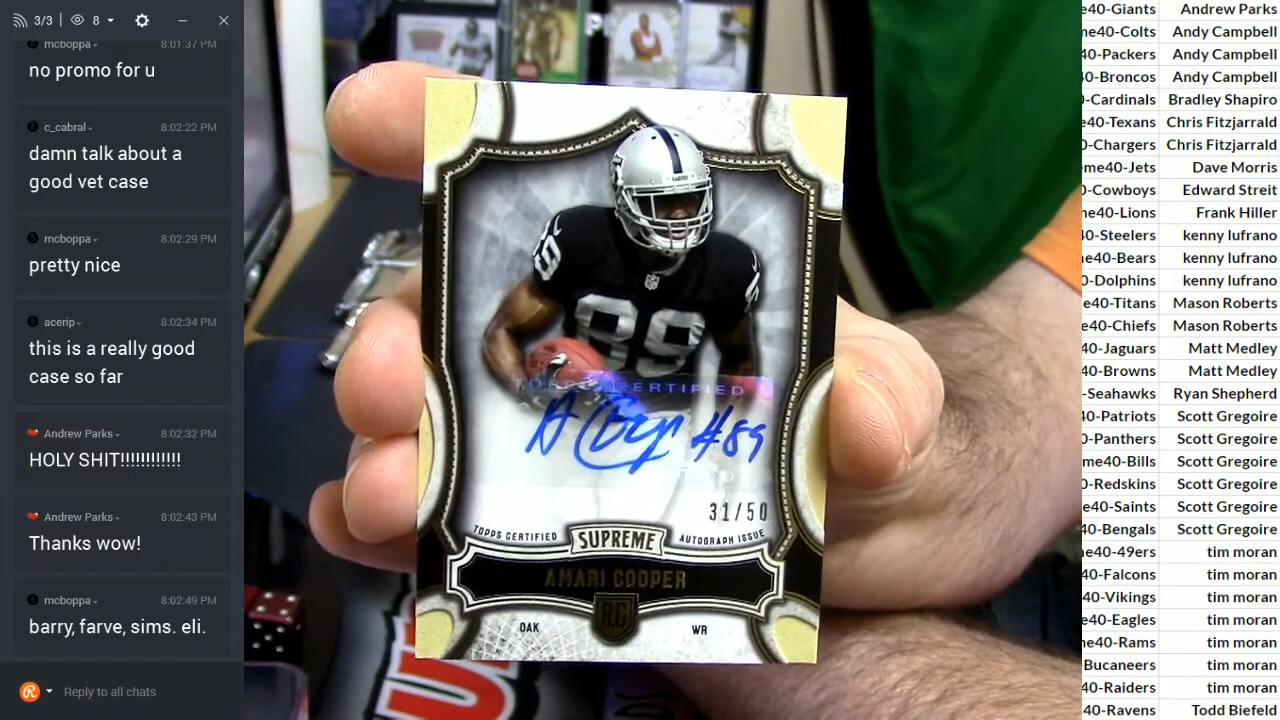 3/3 | 8
mcboppa 8:01:37 PM
no promo for u
c_cabral 8:02:22 PM
damn talk about a
good vet case
mcboppa 8:02:29 PM
pretty nice
acerip 8:02:34 PM
this is a really good
case so far
Andrew Parks 8:02:32 PM
HOLY SHIT!!!!!!!!!!!!
Andrew Parks 8:02:43 PM
Thanks wow!
mcboppa 8:02:49 PM
barry, farve, sims. eli.
Reply to all chats
89
TOPPS CERTIFIED
A Coop #89
31/50
TOPPS CERTIFIED SUPREME AUTOGRAPH ISSUE
AMARI COOPER
RC
OAK WR
me40-Giants Andrew Parks
ne40-Colts Andy Campbell
40-Packers Andy Campbell
40-Broncos Andy Campbell
0-Cardinals Bradley Shapiro
e40-Texans Chris Fitzjarrald
0-Chargers Chris Fitzjarrald
me40-Jets Dave Morris
0-Cowboys Edward Streit
me40-Lions Frank Hiller
40-Steelers kenny lufrano
ne40-Bears kenny lufrano
0-Dolphins kenny lufrano
e40-Titans Mason Roberts
e40-Chiefs Mason Roberts
40-Jaguars Matt Medley
40-Browns Matt Medley
-Seahawks Ryan Shepherd
40-Patriots Scott Gregoire
0-Panthers Scott Gregoire
me40-Bills Scott Gregoire
0-Redskins Scott Gregoire
e40-Saints Scott Gregoire
40-Bengals Scott Gregoire
ne40-49ers tim moran
40-Falcons tim moran
40-Vikings tim moran
e40-Eagles tim moran
e40-Rams tim moran
Bucaneers tim moran
40-Raiders tim moran
40-Ravens Todd Biefeld